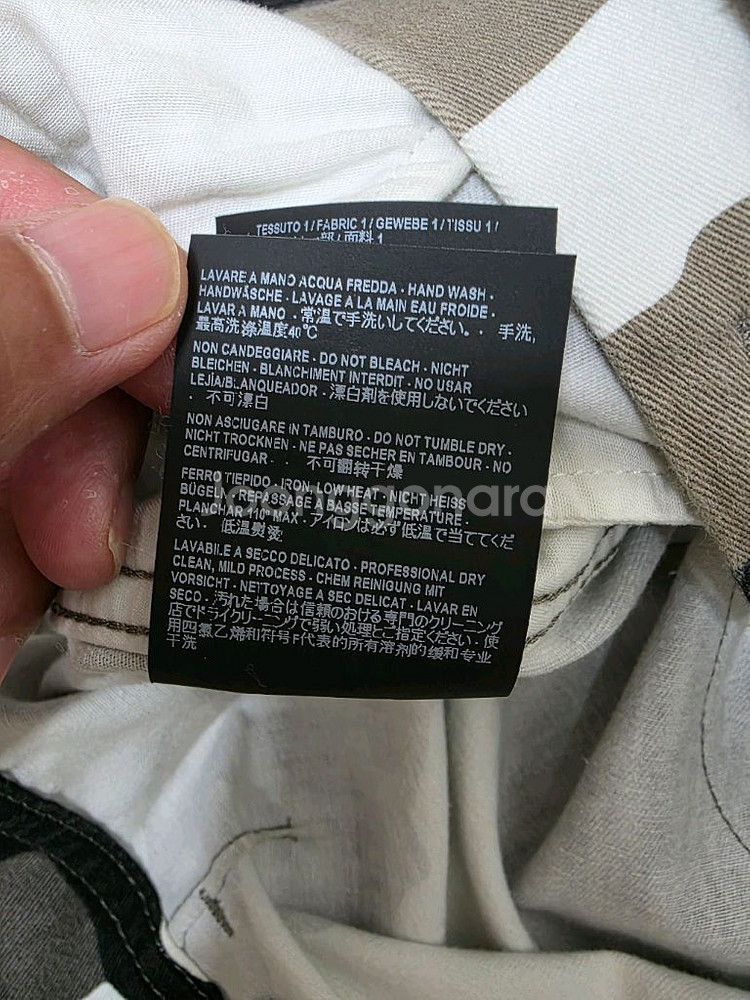 TESSUTO 1 / FABRIC 1 / GEWEBE 1 / TISSU 1 /
部 / 面料 1
LAVARE A MANO ACQUA FREDDA - HAND WASH -
HANDWÄSCHE - LAVAGE A LA MAIN EAU FROIDE -
LAVAR A MANO - 常温で手洗いしてください。 - 手洗,
最高洗涤温度40℃
NON CANDEGGIARE - DO NOT BLEACH - NICHT
BLEICHEN - BLANCHIMENT INTERDIT - NO USAR
LEJIA/BLANQUEADOR - 漂白剤を使用しないでください
- 不可漂白
NON ASCIUGARE IN TAMBURO - DO NOT TUMBLE DRY -
NICHT TROCKNEN - NE PAS SECHER EN TAMBOUR - NO
CENTRIFUGAR - - 不可翻转干燥
FERRO TIEPIDO - IRON LOW HEAT - NICHT HEISS
BÜGELN - REPASSAGE A BASSE TEMPERATURE -
PLANCHAR 110° MAX - アイロンは必ず低温で当ててくだ
さい - 低温熨烫
LAVABILE A SECCO DELICATO - PROFESSIONAL DRY
CLEAN, MILD PROCESS - CHEM REINIGUNG MIT
VORSICHT - NETTOYAGE A SEC DELICAT - LAVAR EN
SECO - 汚れた場合は信頼のおける専門のクリーニング
店でドライクリーニングで弱い処理とご指定ください - 使
用四氯乙烯和符号F代表的所有溶剂的缓和专业
干洗